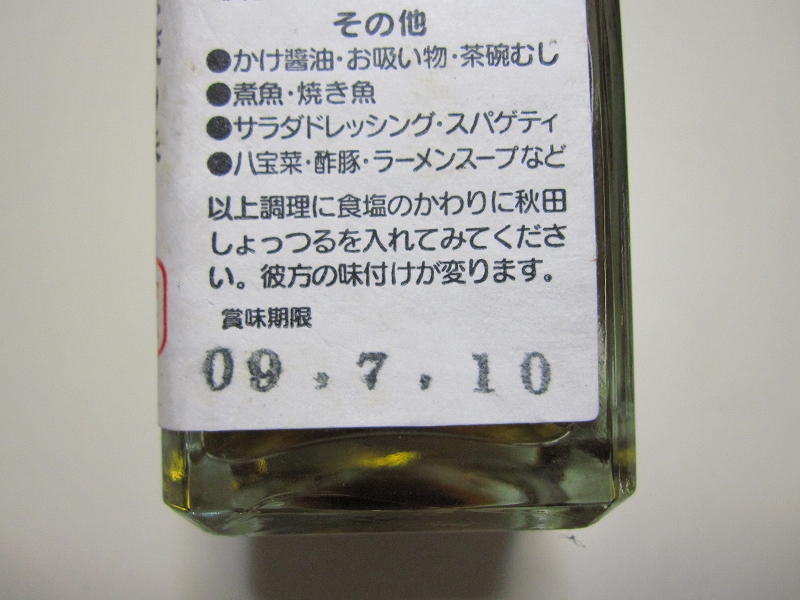 その他
●かけ醬油・お吸い物・茶碗むし
●煮魚・焼き魚
●サラダドレッシング・スパゲティ
●八宝菜・酢豚・ラーメンスープなど
以上調理に食塩のかわりに秋田
しょっつるを入れてみてくださ
い。彼方の味付けが変ります。
賞味期限
09.7.10